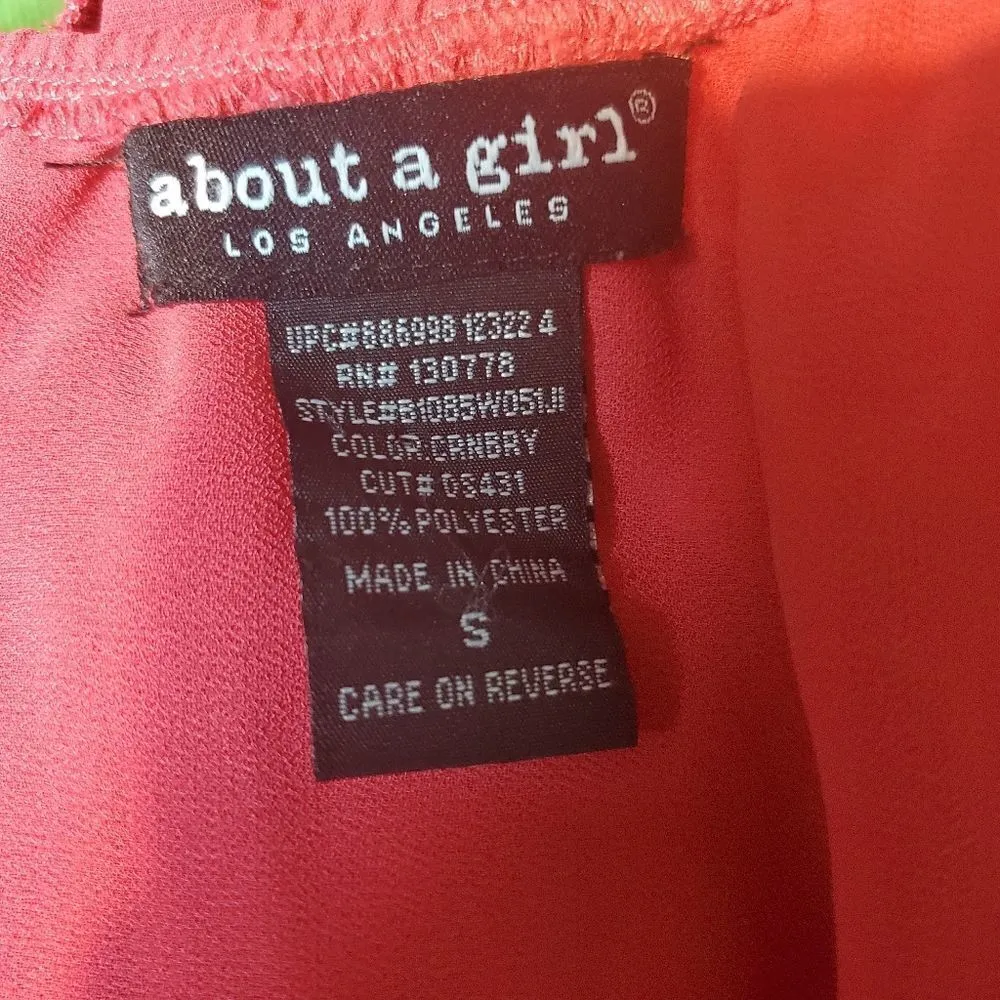 about a girl®
LOS ANGELES
UPC#886998 12322 4
RN# 130778
STYLE#B1085W051JI
COLOR:CRNBRY
CUT# 03431
100% POLYESTER
MADE IN CHINA
S
CARE ON REVERSE